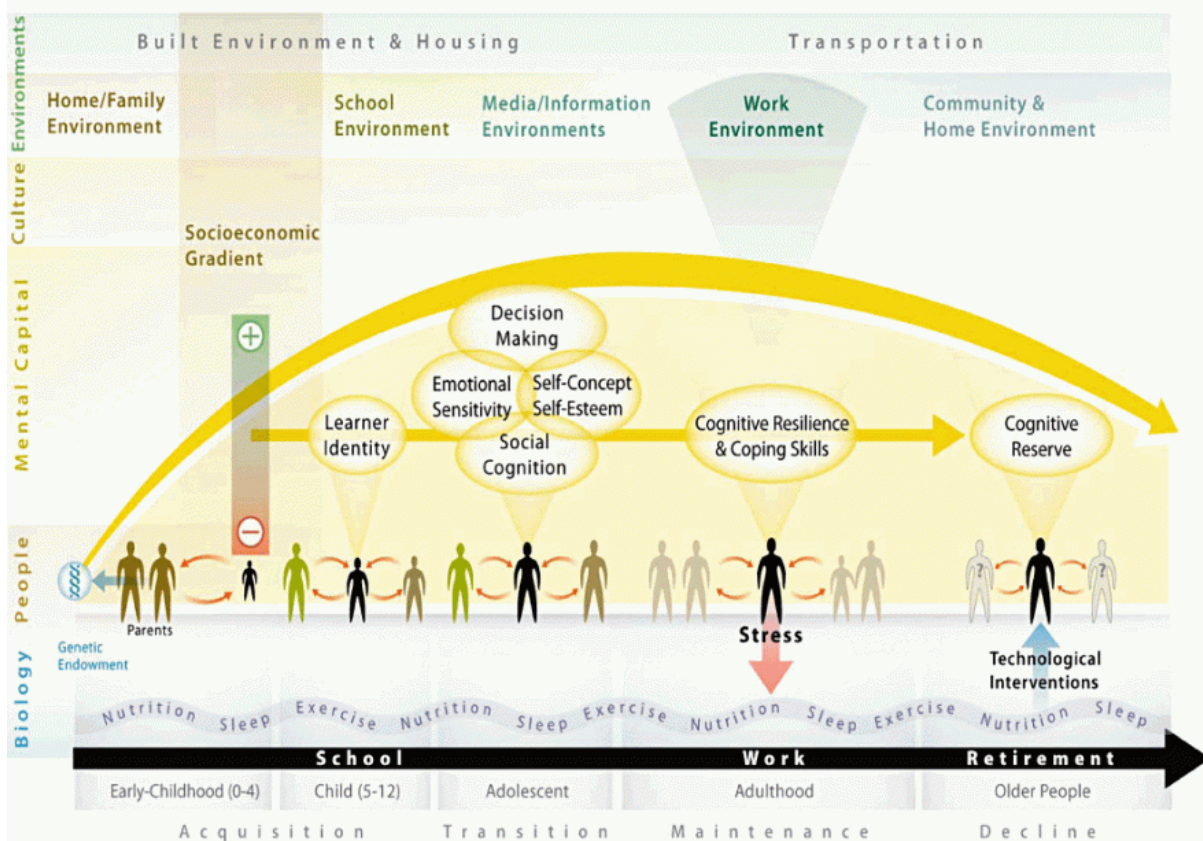 Built Environment & Housing
Transportation
Environments
Culture
Mental Capital
People
Biology
Home/Family
Environment
School
Environment
Media/Information
Environments
Work
Environment
Community &
Home Environment
Socioeconomic
Gradient
+
−
Decision
Making
Emotional
Sensitivity
Self-Concept
Self-Esteem
Social
Cognition
Learner
Identity
Cognitive Resilience
& Coping Skills
Cognitive
Reserve
? ?
Parents
Genetic
Endowment
Stress
Technological
Interventions
Nutrition Sleep Exercise Nutrition Sleep Exercise Nutrition Sleep Exercise Nutrition Sleep
School Work Retirement
Early-Childhood (0-4) Child (5-12) Adolescent Adulthood Older People
Acquisition Transition Maintenance Decline